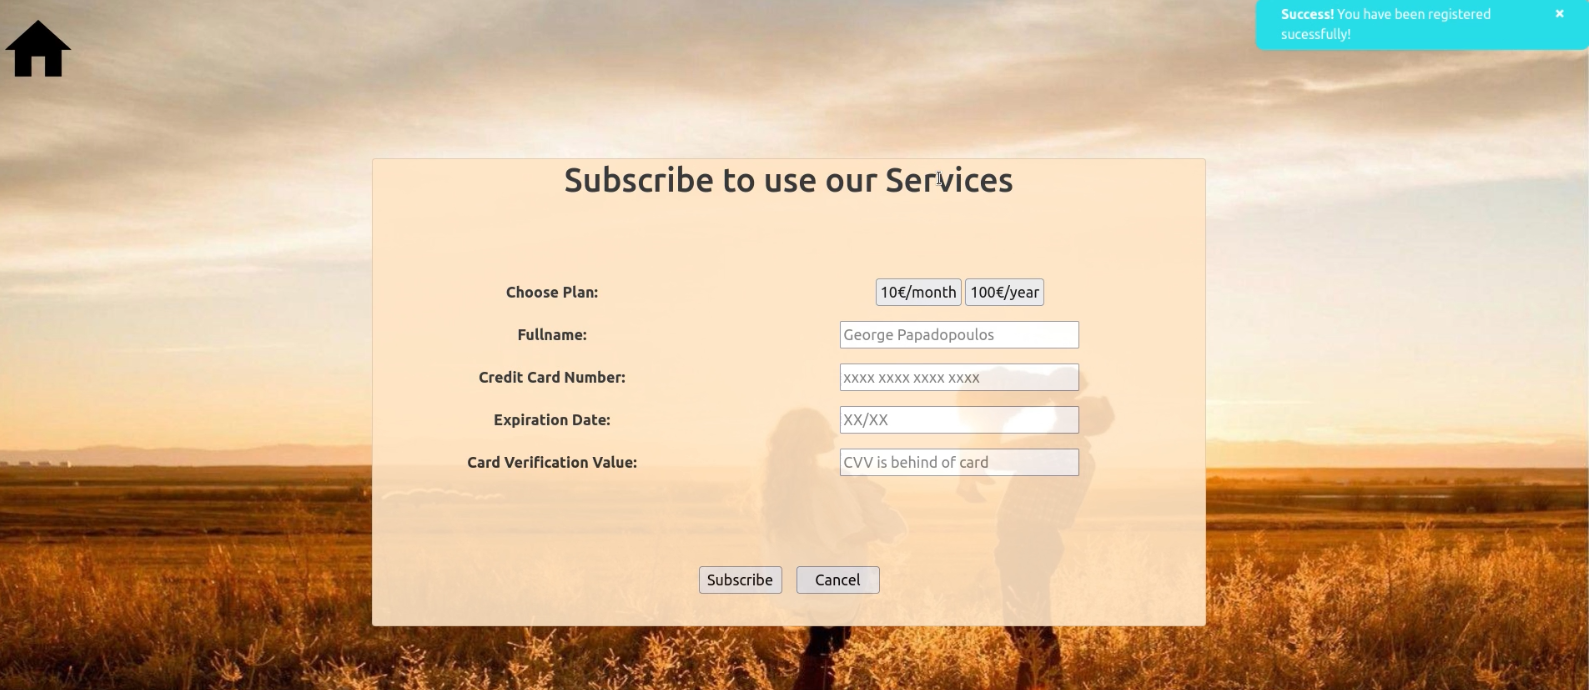 Success! You have been registered ×
sucessfully!
Subscribe to use our Services
Choose Plan: 10€/month 100€/year
Fullname: George Papadopoulos
Credit Card Number: xxxx xxxx xxxx xxxx
Expiration Date: XX/XX
Card Verification Value: CVV is behind of card
Subscribe Cancel